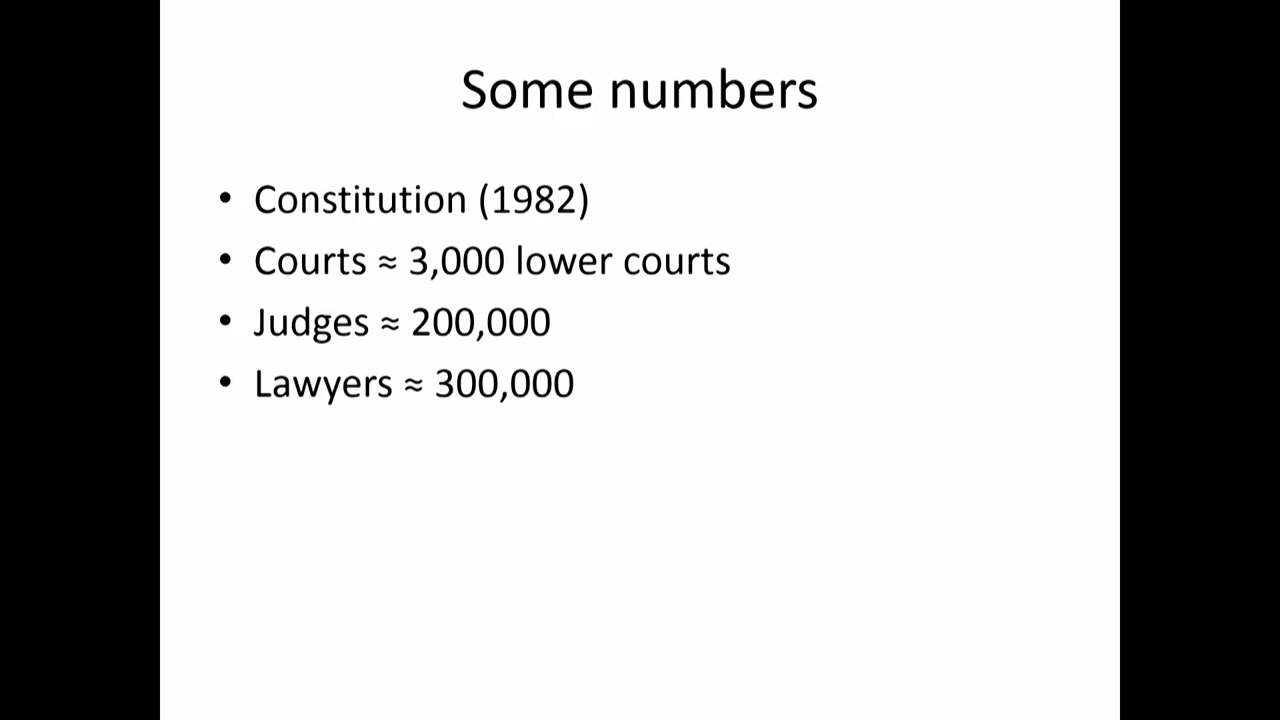 Some numbers
• Constitution (1982)
• Courts ≈ 3,000 lower courts
• Judges ≈ 200,000
• Lawyers ≈ 300,000